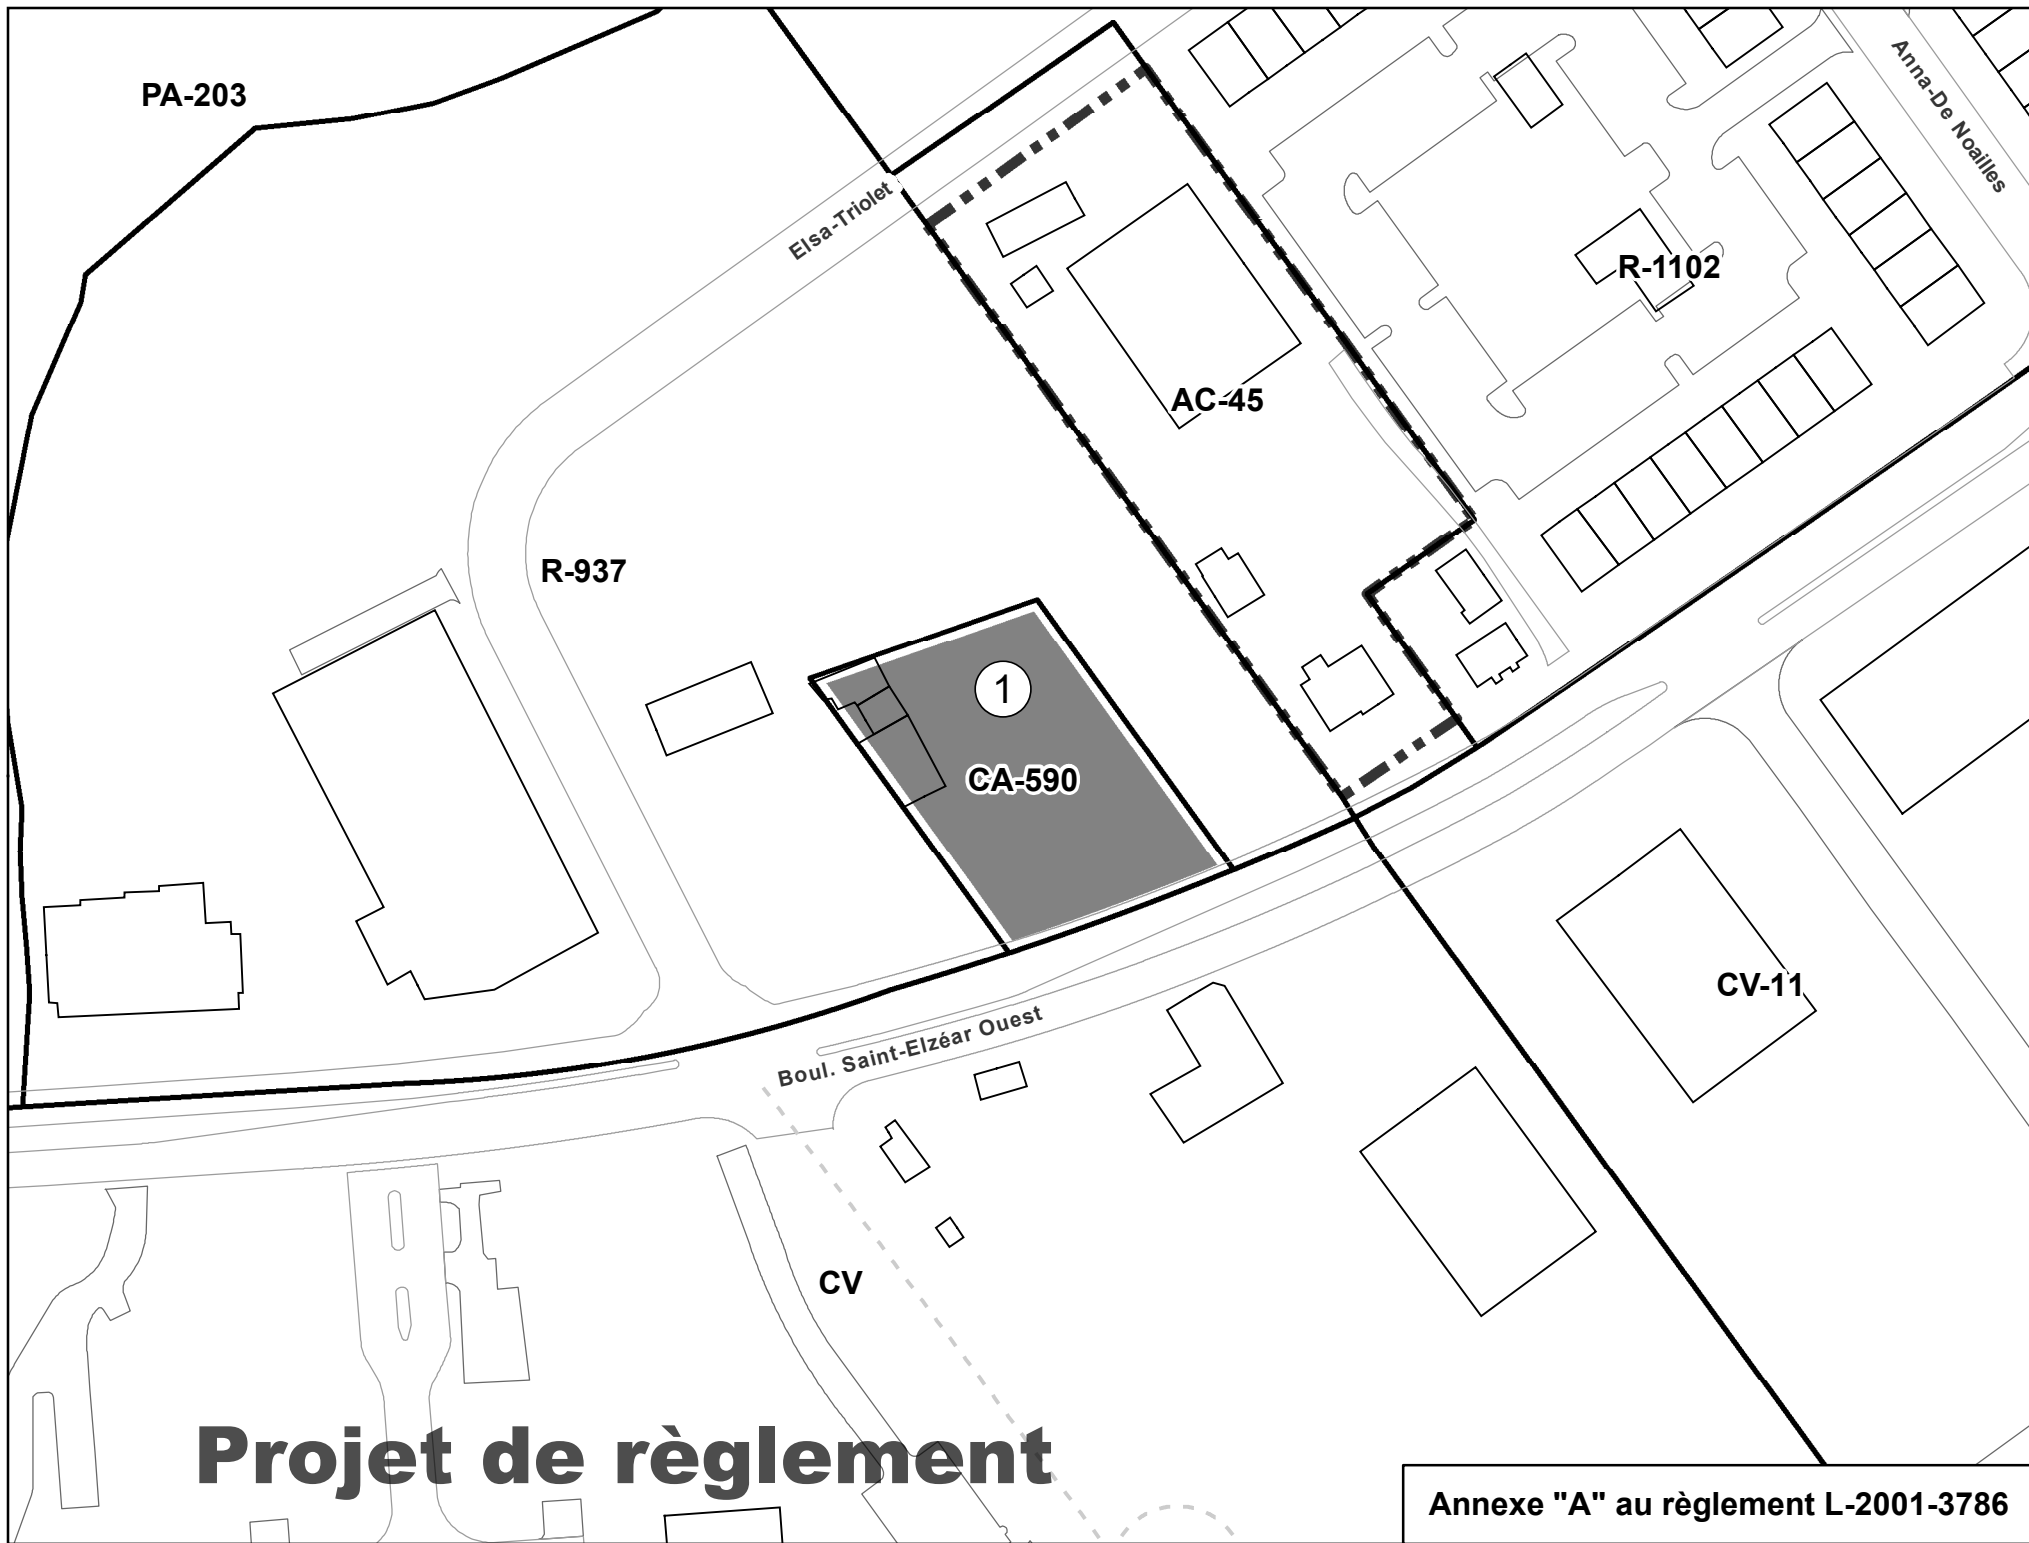 PA-203
Anna-De Noailles
Elsa-Triolet
R-1102
AC-45
R-937
1
CA-590
CV-11
Boul. Saint-Elzéar Ouest
CV
Projet de règlement
Annexe "A" au règlement L-2001-3786